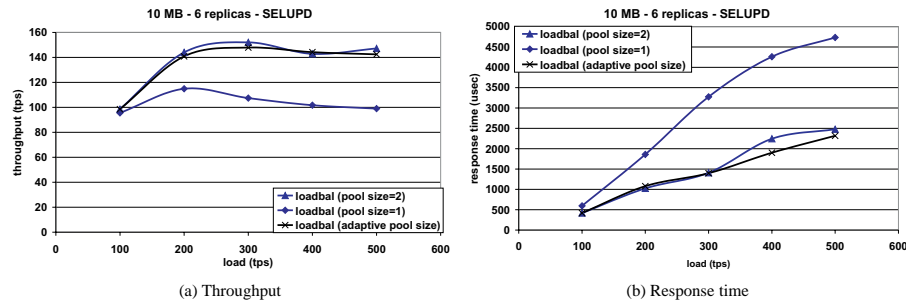 10 MB - 6 replicas - SELUPD
160
140
120
100
80
60
40
20
0
throughput (tps)
loadbal (pool size=2)
loadbal (pool size=1)
loadbal (adaptive pool size)
0 100 200 300 400 500 600
load (tps)
(a) Throughput
10 MB - 6 replicas - SELUPD
5000
4500
4000
3500
3000
2500
2000
1500
1000
500
0
response time (usec)
loadbal (pool size=2)
loadbal (pool size=1)
loadbal (adaptive pool size)
0 100 200 300 400 500 600
load (tps)
(b) Response time